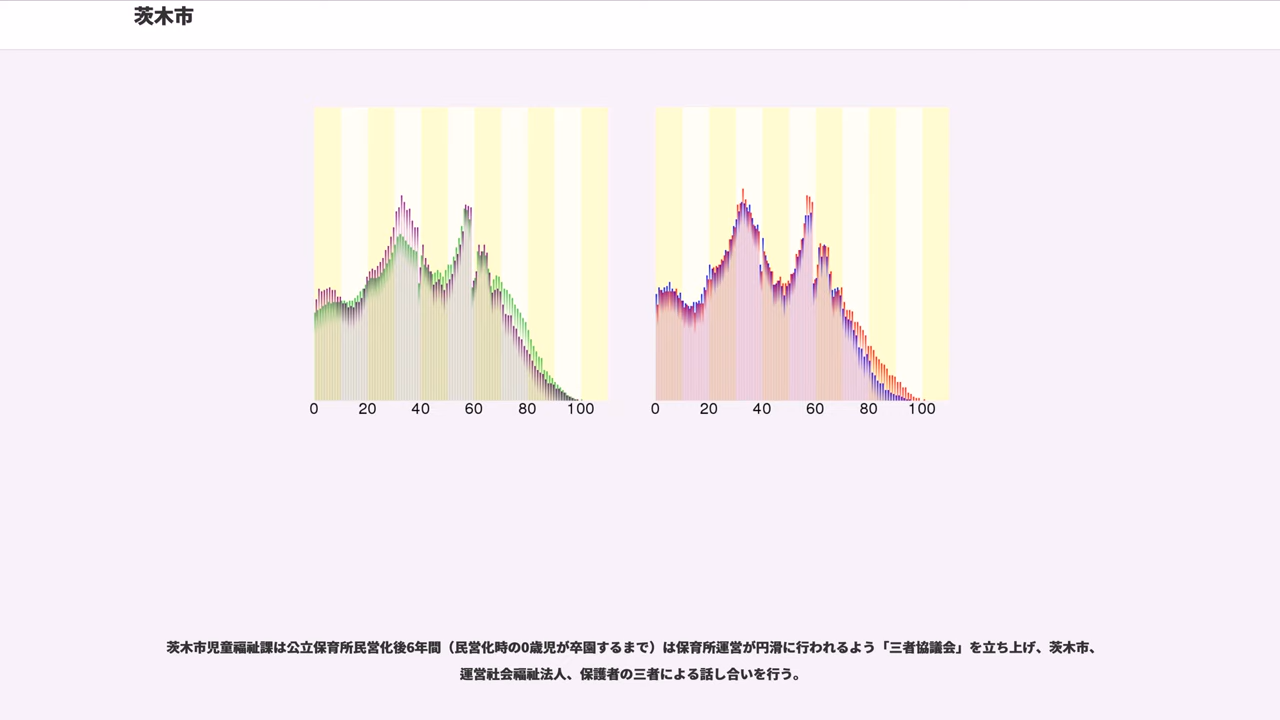 茨木市
0 20 40 60 80 100
0 20 40 60 80 100
茨木市児童福祉課は公立保育所民営化後6年間（民営化時の0歳児が卒園するまで）は保育所運営が円滑に行われるよう「三者協議会」を立ち上げ、茨木市、
運営社会福祉法人、保護者の三者による話し合いを行う。